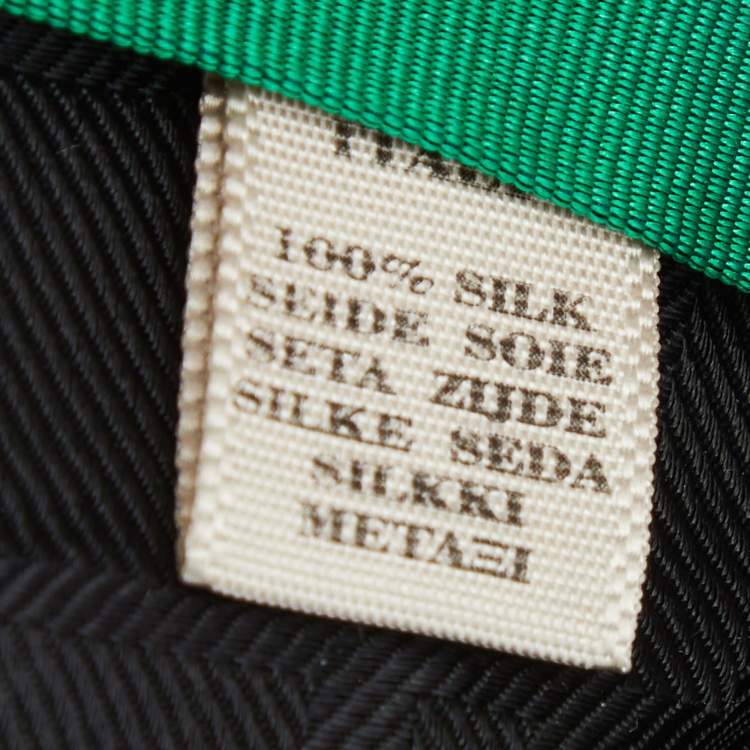 100% SILK
SEIDE SOIE
SETA ZIJDE
SILKE SEDA
SILKKI
ΜΕΤΑΞΙ